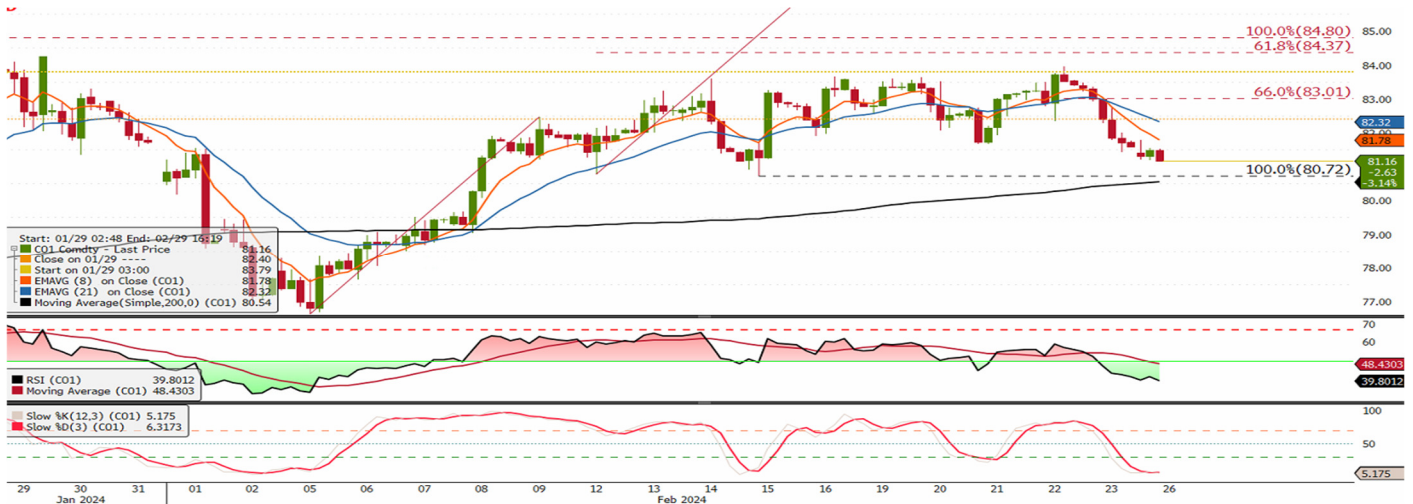 100.0%(84.80)
61.8%(84.37)
66.0%(83.01)
100.0%(80.72)
85.00
84.00
83.00
82.32
82.00
81.78
81.16
-2.63
-3.14%
80.00
79.00
78.00
77.00
Start: 01/29 02:48 End: 02/29 16:19
CO1 Comdty - Last Price 81.16
Close on 01/29 ---- 82.40
Start on 01/29 03:00 83.79
EMAVG (8) on Close (CO1) 81.78
EMAVG (21) on Close (CO1) 82.32
Moving Average(Simple,200,0) (CO1) 80.54
70
60
48.4303
39.8012
RSI (CO1) 39.8012
Moving Average (CO1) 48.4303
Slow %K(12,3) (CO1) 5.175
Slow %D(3) (CO1) 6.3173
100
50
5.175
29 30 31 01 02 05 06 07 08 09 12 13 14 15 16 19 20 21 22 23 26
Jan 2024 Feb 2024